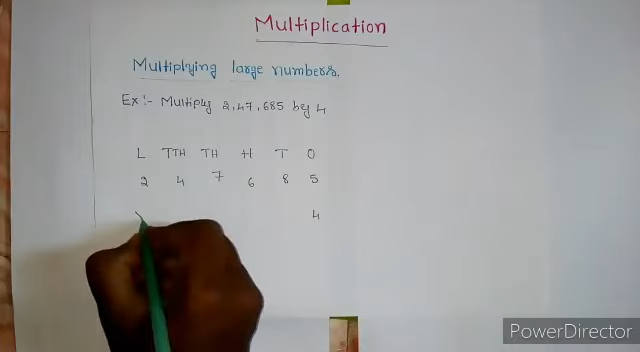 Multiplication
Multiplying large numbers.
Ex:- Multiply 2,47,685 by 4
L TTH TH H T O
2 4 7 6 8 5
4
PowerDirector